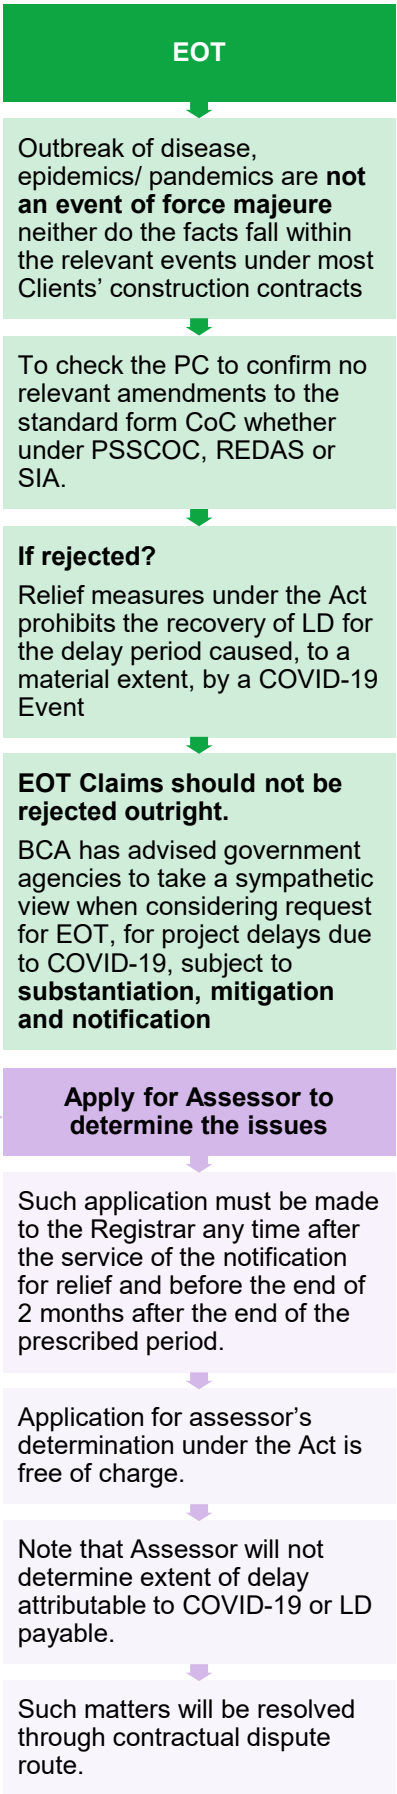 EOT
Outbreak of disease,
epidemics/ pandemics are not
an event of force majeure
neither do the facts fall within
the relevant events under most
Clients' construction contracts
To check the PC to confirm no
relevant amendments to the
standard form CoC whether
under PSSCOC, REDAS or
SIA.
If rejected?
Relief measures under the Act
prohibits the recovery of LD for
the delay period caused, to a
material extent, by a COVID-19
Event
EOT Claims should not be
rejected outright.
BCA has advised government
agencies to take a sympathetic
view when considering request
for EOT, for project delays due
to COVID-19, subject to
substantiation, mitigation
and notification
Apply for Assessor to
determine the issues
Such application must be made
to the Registrar any time after
the service of the notification
for relief and before the end of
2 months after the end of the
prescribed period.
Application for assessor's
determination under the Act is
free of charge.
Note that Assessor will not
determine extent of delay
attributable to COVID-19 or LD
payable.
Such matters will be resolved
through contractual dispute
route.